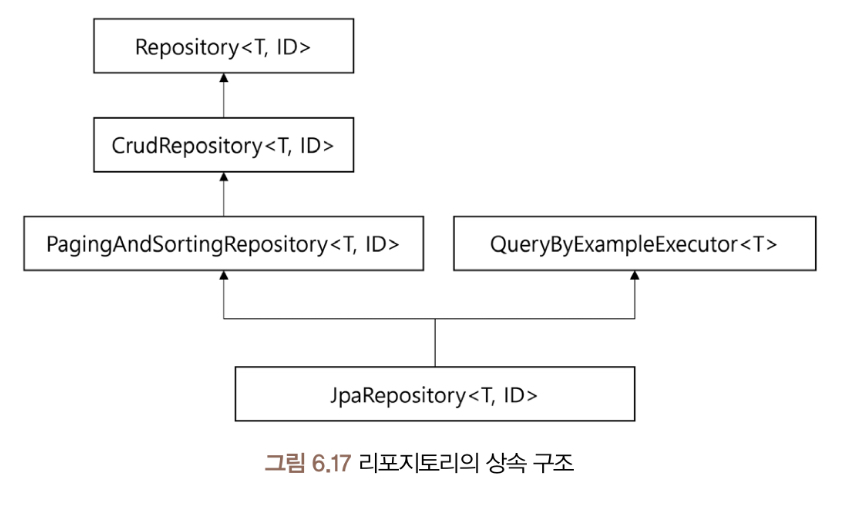 Repository<T, ID>
CrudRepository<T, ID>
PagingAndSortingRepository<T, ID>
QueryByExampleExecutor<T>
JpaRepository<T, ID>
그림 6.17 리포지토리의 상속 구조